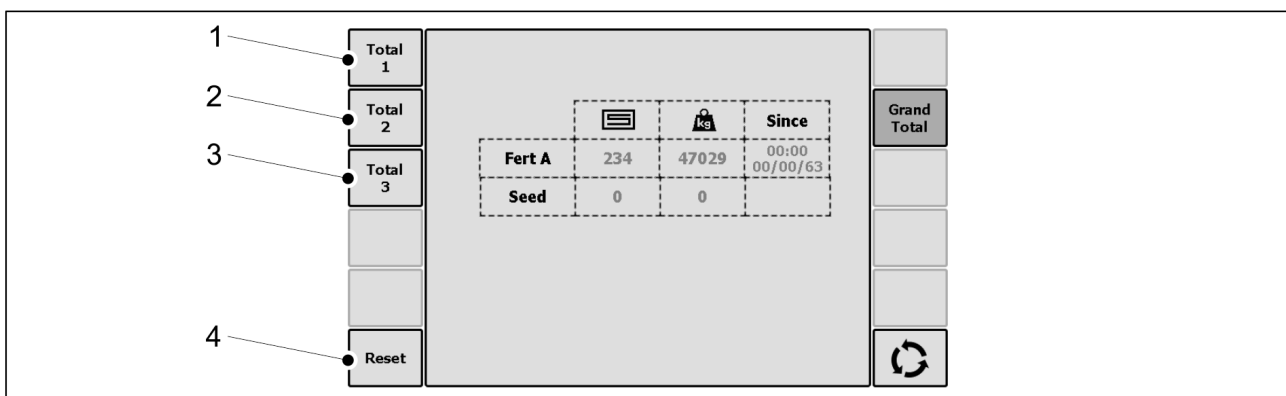 1
Total
1
2
Total
2
Grand
Total
kg
Since
3
Total
3
Fert A
234
47029
00:00
00/00/63
Seed
0
0
4
Reset